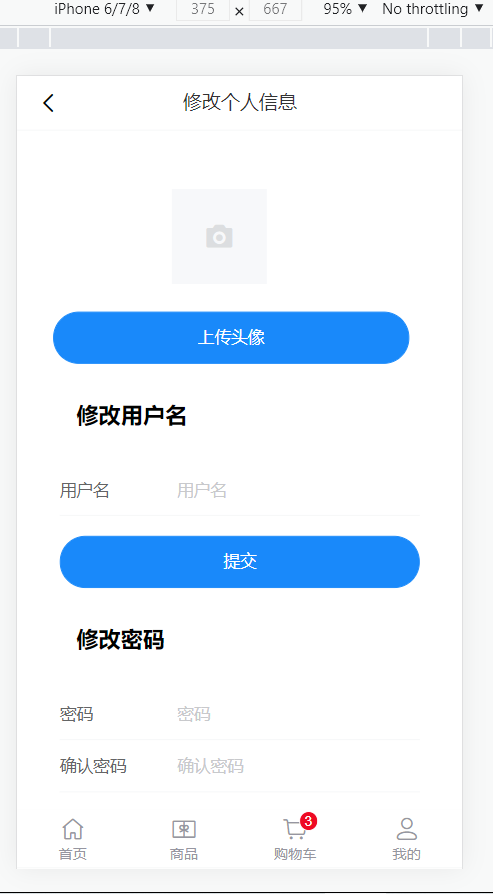 iPhone 6/7/8 ▼ 375 × 667 95% ▼ No throttling ▼
修改个人信息
上传头像
修改用户名
用户名 用户名
提交
修改密码
密码 密码
确认密码 确认密码
3
首页 商品 购物车 我的